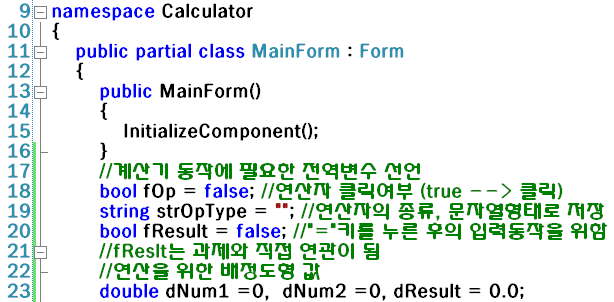 9 namespace Calculator
10 {
11 public partial class MainForm : Form
12 {
13 public MainForm()
14 {
15 InitializeComponent();
16 }
17 //계산기 동작에 필요한 전역변수 선언
18 bool fOp = false; //연산자 클릭여부 (true --> 클릭)
19 string strOpType = ""; //연산자의 종류, 문자열형태로 저장
20 bool fResult = false; //"="키를 누른 후의 입력동작을 위함
21 //fReslt는 과제와 직접 연관이 됨
22 //연산을 위한 배정도형 값
23 double dNum1 =0, dNum2 =0, dResult = 0.0;